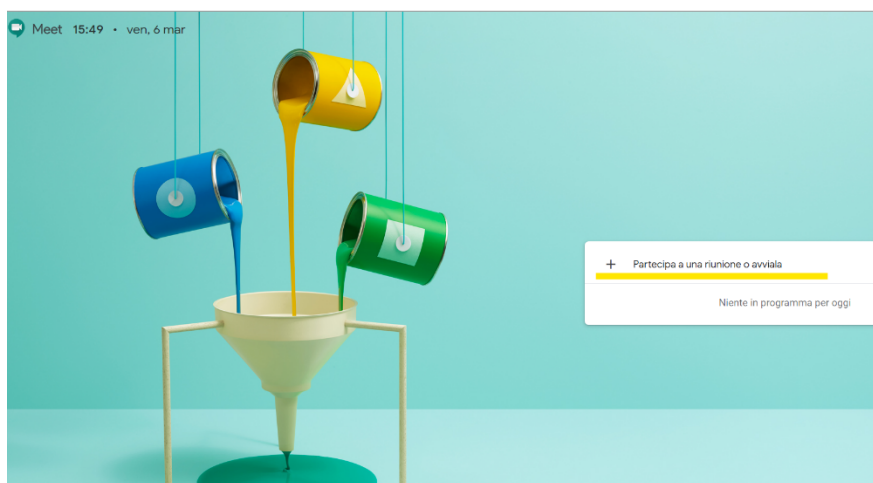 Meet 15:49 • ven, 6 mar
Partecipa a una riunione o avviala
Niente in programma per oggi